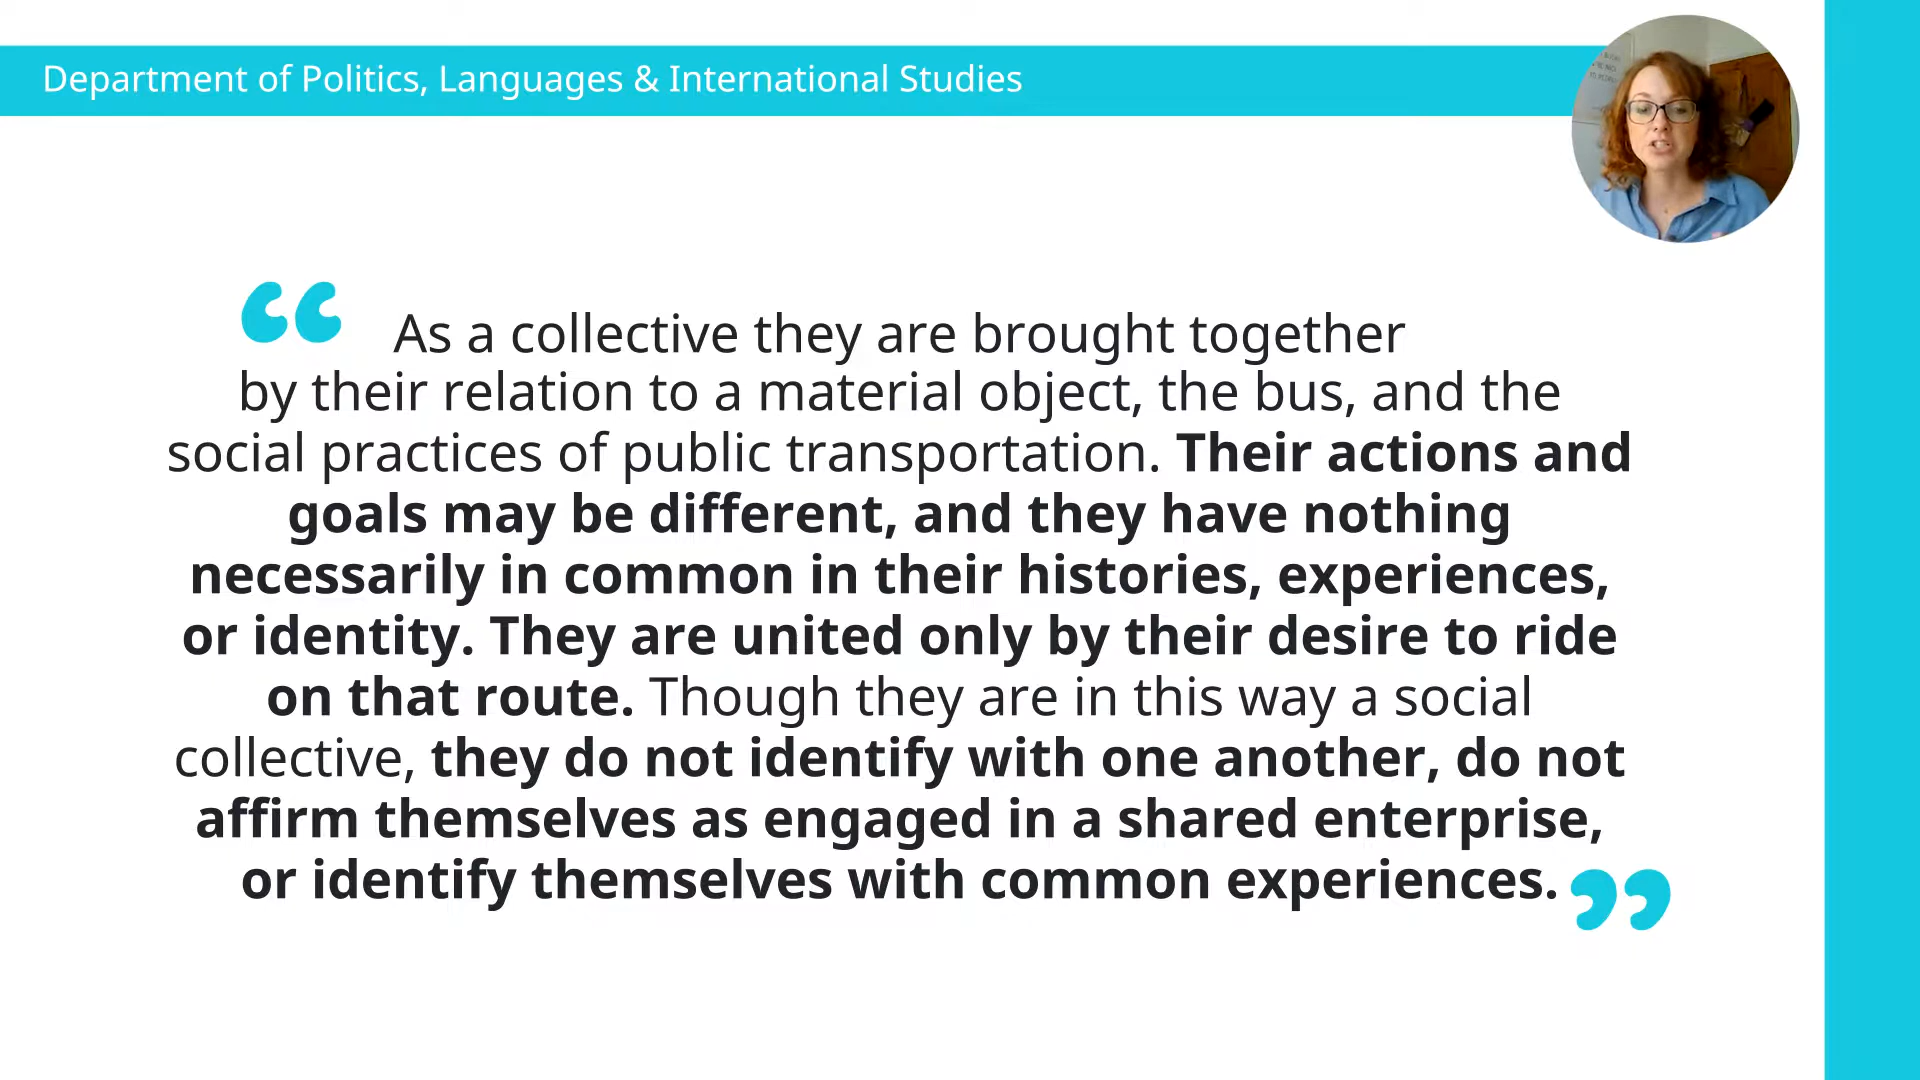 Department of Politics, Languages & International Studies
“ As a collective they are brought together
by their relation to a material object, the bus, and the
social practices of public transportation. Their actions and
goals may be different, and they have nothing
necessarily in common in their histories, experiences,
or identity. They are united only by their desire to ride
on that route. Though they are in this way a social
collective, they do not identify with one another, do not
affirm themselves as engaged in a shared enterprise,
or identify themselves with common experiences. ”